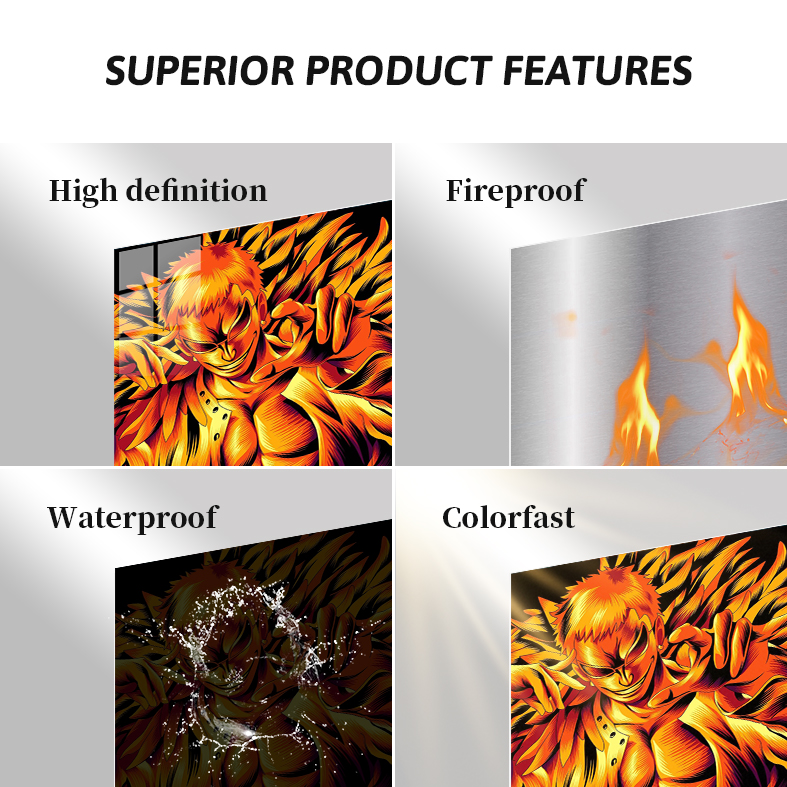 SUPERIOR PRODUCT FEATURES
High definition
Fireproof
Waterproof
Colorfast